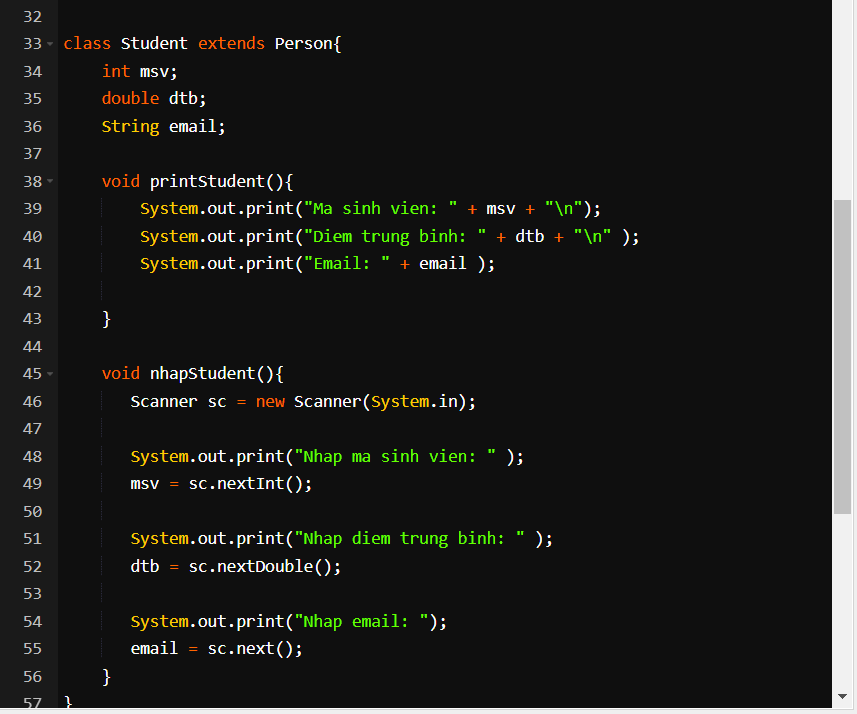 32
33 class Student extends Person{
34     int msv;
35     double dtb;
36     String email;
37
38     void printStudent(){
39         System.out.print("Ma sinh vien: " + msv + "\n");
40         System.out.print("Diem trung binh: " + dtb + "\n" );
41         System.out.print("Email: " + email );
42
43     }
44
45     void nhapStudent(){
46        Scanner sc = new Scanner(System.in);
47
48        System.out.print("Nhap ma sinh vien: " );
49        msv = sc.nextInt();
50
51        System.out.print("Nhap diem trung binh: " );
52        dtb = sc.nextDouble();
53
54        System.out.print("Nhap email: ");
55        email = sc.next();
56     }
57 }